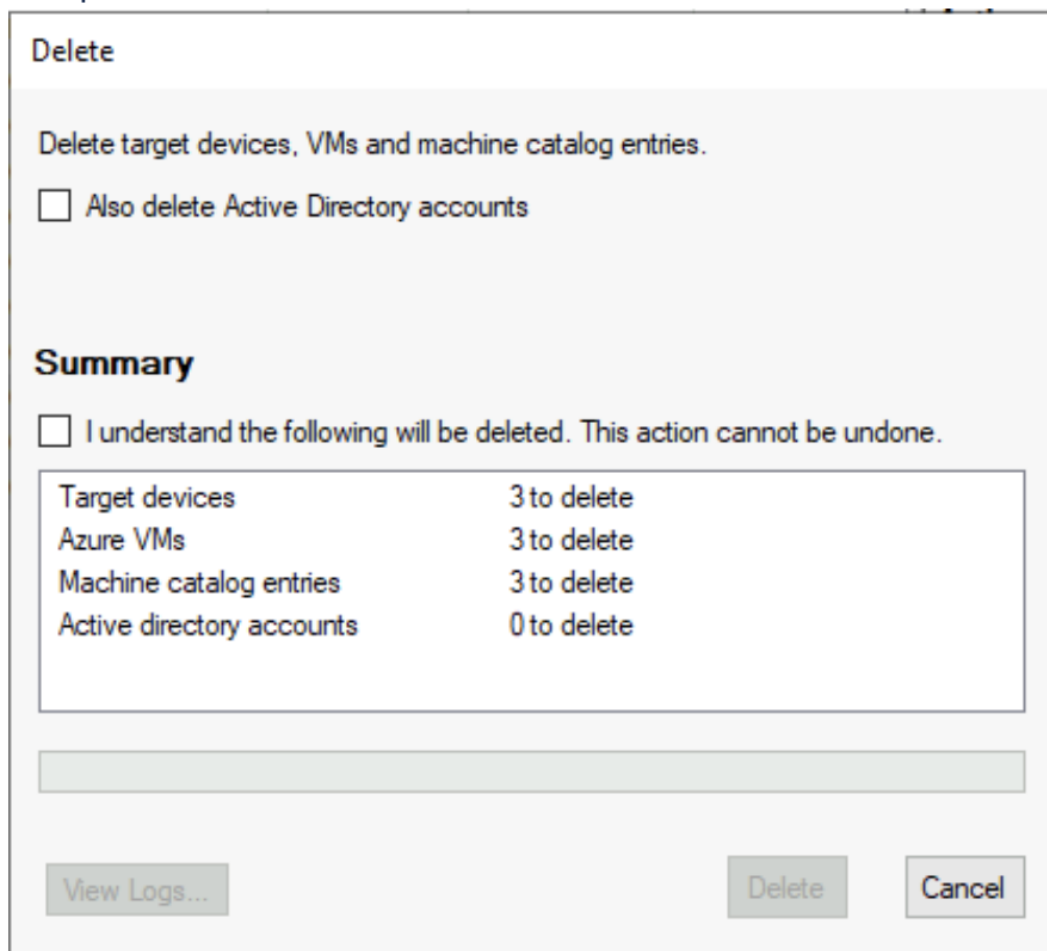 Delete
Delete target devices, VMs and machine catalog entries.
Also delete Active Directory accounts
Summary
I understand the following will be deleted. This action cannot be undone.
Target devices 3 to delete
Azure VMs 3 to delete
Machine catalog entries 3 to delete
Active directory accounts 0 to delete
View Logs...
Delete
Cancel